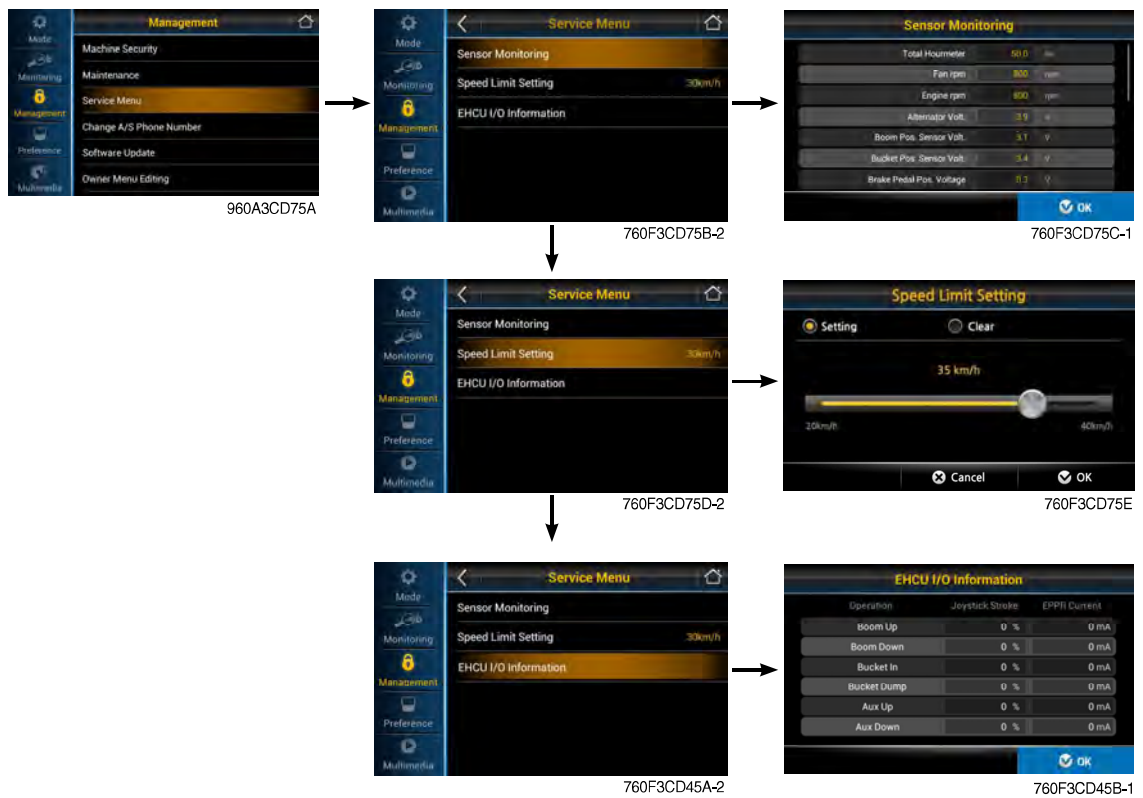 Management
Mode
Monitoring
Management
Preference
Multimedia
Machine Security
Maintenance
Service Menu
Change A/S Phone Number
Software Update
Owner Menu Editing
960A3CD75A
Service Menu
Mode
Monitoring
Management
Preference
Multimedia
Sensor Monitoring
Speed Limit Setting 30km/h
EHCU I/O Information
760F3CD75B-2
Sensor Monitoring
Total Hourmeter 50.0
Fan rpm 800 rpm
Engine rpm 800 rpm
Alternator Volt. 3.9
Boom Pos. Sensor Volt. 3.1 V
Bucket Pos. Sensor Volt. 3.4 V
Brake Pedal Pos. Voltage 0.3 V
OK
760F3CD75C-1
Service Menu
Mode
Monitoring
Management
Preference
Multimedia
Sensor Monitoring
Speed Limit Setting 30km/h
EHCU I/O Information
760F3CD75D-2
Speed Limit Setting
Setting Clear
35 km/h
20km/h 40km/h
Cancel OK
760F3CD75E
Service Menu
Mode
Monitoring
Management
Preference
Multimedia
Sensor Monitoring
Speed Limit Setting 30km/h
EHCU I/O Information
760F3CD45A-2
EHCU I/O Information
Operation Joystick Stroke EPPR Current
Boom Up 0 % 0 mA
Boom Down 0 % 0 mA
Bucket In 0 % 0 mA
Bucket Dump 0 % 0 mA
Aux Up 0 % 0 mA
Aux Down 0 % 0 mA
OK
760F3CD45B-1